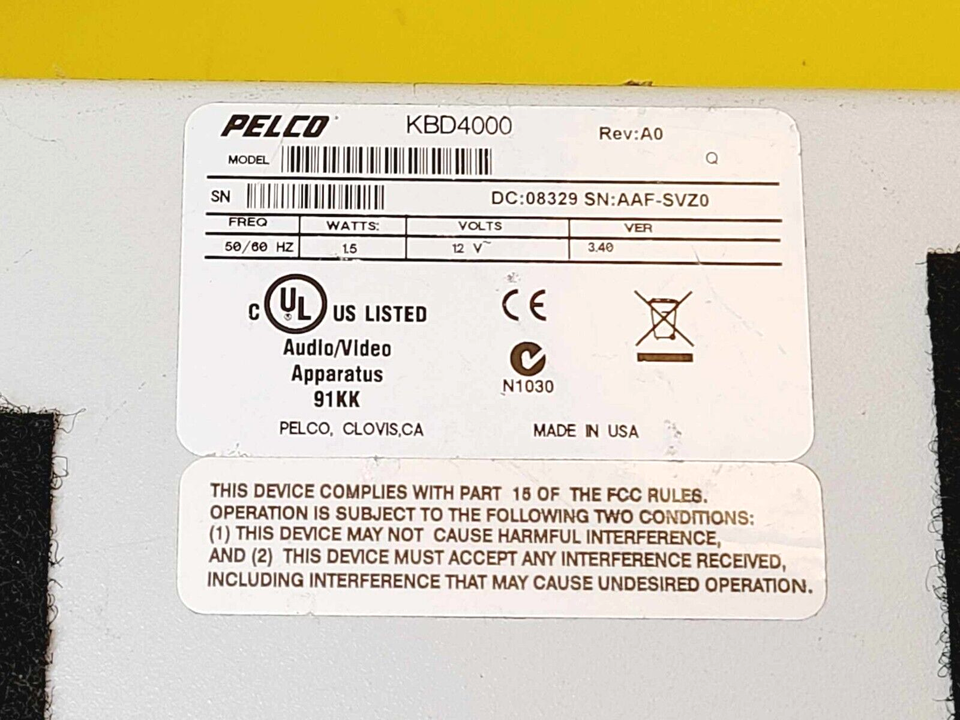 PELCO KBD4000 Rev:A0
MODEL Q
SN DC:08329 SN:AAF-SVZ0
FREQ WATTS: VOLTS VER
50/60 HZ 15 12 V~ 3.40
C UL US LISTED
CE
Audio/Video
Apparatus
91KK
N1030
PELCO, CLOVIS,CA MADE IN USA
THIS DEVICE COMPLIES WITH PART 15 OF THE FCC RULES.
OPERATION IS SUBJECT TO THE FOLLOWING TWO CONDITIONS:
(1) THIS DEVICE MAY NOT CAUSE HARMFUL INTERFERENCE,
AND (2) THIS DEVICE MUST ACCEPT ANY INTERFERENCE RECEIVED,
INCLUDING INTERFERENCE THAT MAY CAUSE UNDESIRED OPERATION.